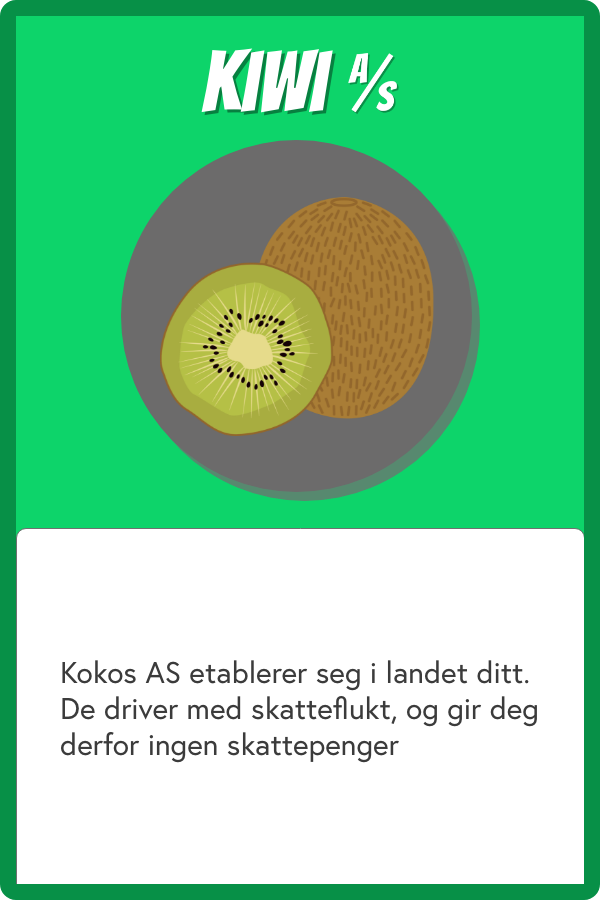 KIWI A/S
Kokos AS etablerer seg i landet ditt.
De driver med skatteflukt, og gir deg
derfor ingen skattepenger